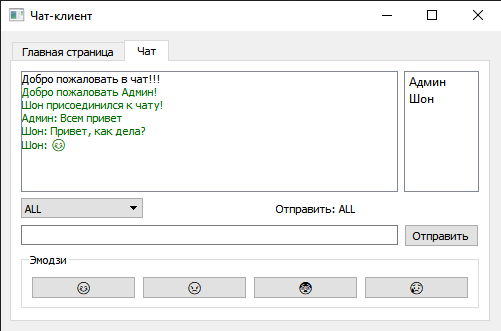 Чат-клиент
Главная страница
Чат
Добро пожаловать в чат!!!
Добро пожаловать Админ!
Шон присоединился к чату!
Админ: Всем привет
Шон: Привет, как дела?
Шон:
Админ
Шон
ALL
Отправить: ALL
Отправить
Эмодзи